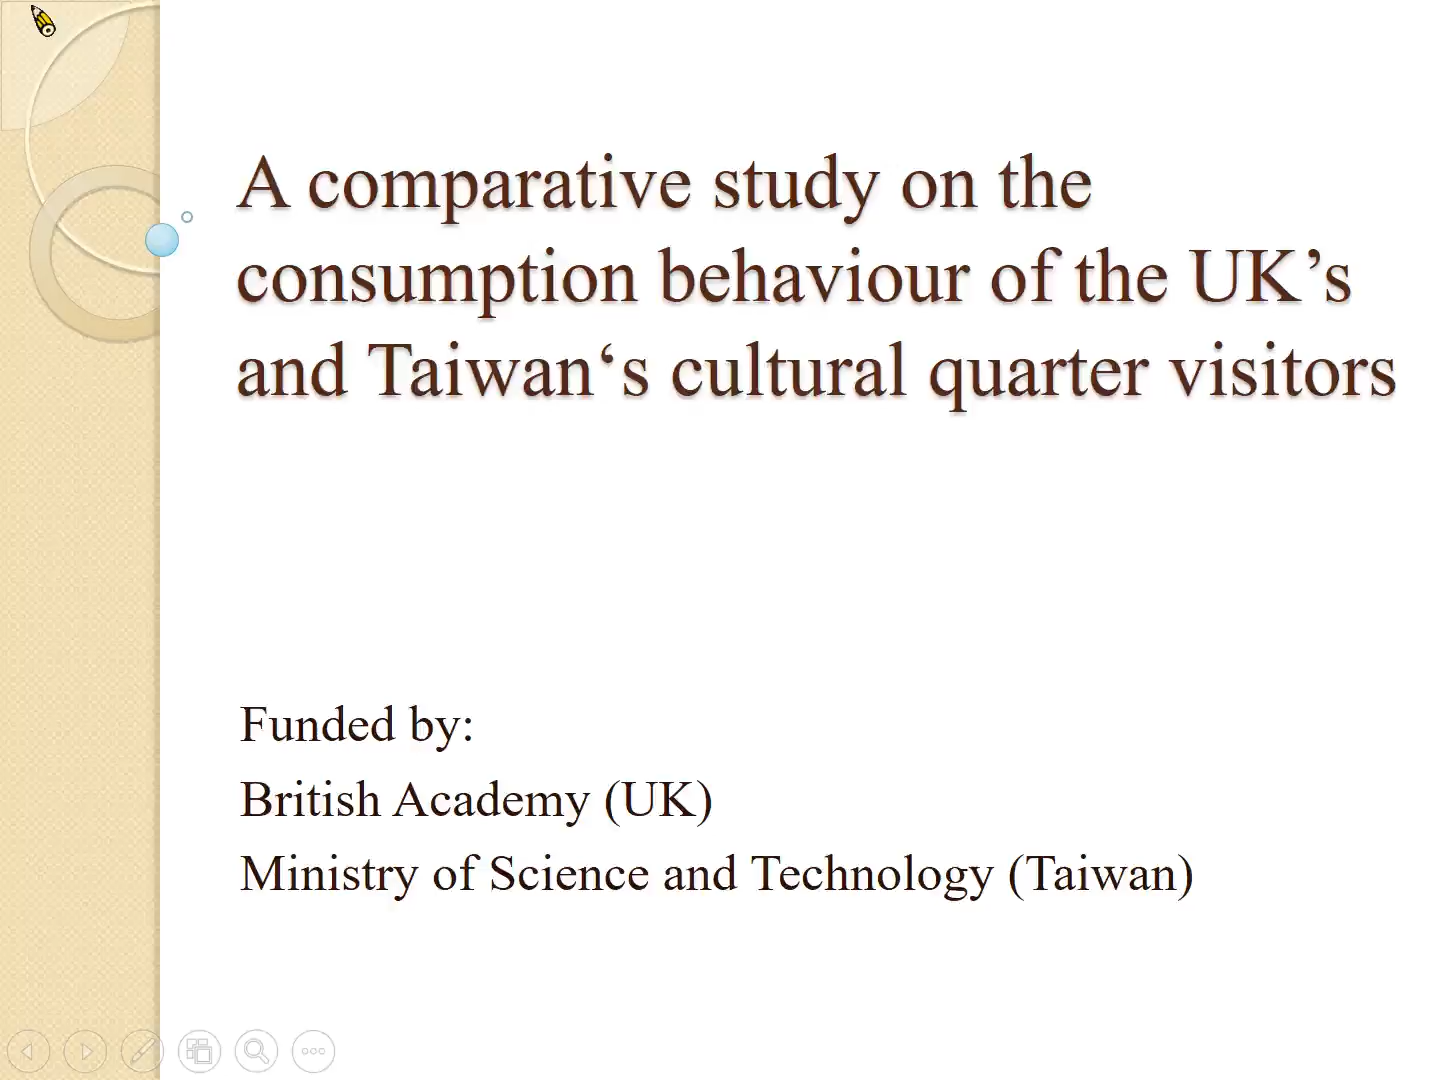 A comparative study on the
consumption behaviour of the UK’s
and Taiwan‘s cultural quarter visitors
Funded by:
British Academy (UK)
Ministry of Science and Technology (Taiwan)